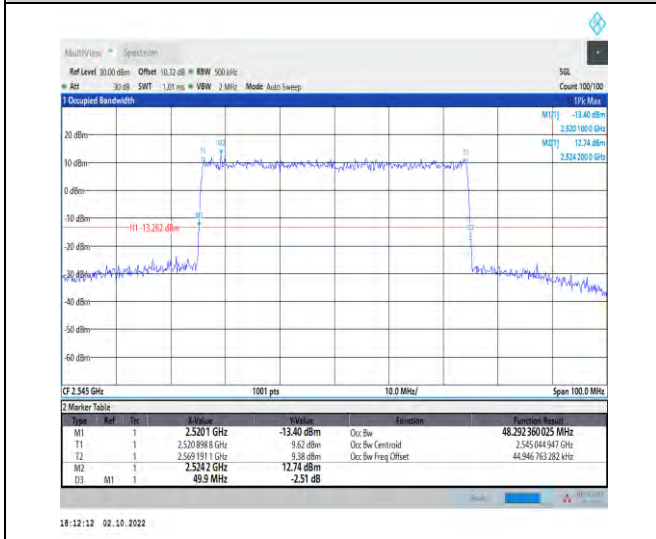 MultiView Spectrum
Ref Level 30.00 dBm Offset 10.32 dB RBW 500 kHz SGL
Att 30 dB SWT 1.01 ms VBW 2 MHz Mode Auto Sweep Count 100/100
1 Occupied Bandwidth 1Pk Max
M1[1] -13.40 dBm
2.520 100 0 GHz
M2[1] 12.74 dBm
2.524 200 0 GHz
20 dBm
T1 M2 T2
10 dBm
0 dBm
-10 dBm
M1
H1 -13.262 dBm
D3
-20 dBm
-30 dBm
-40 dBm
-50 dBm
-60 dBm
CF 2.545 GHz 1001 pts 10.0 MHz/ Span 100.0 MHz
2 Marker Table
Type Ref Trc X-Value Y-Value Function Function Result
M1 1 2.5201 GHz -13.40 dBm Occ Bw 48.292 360 025 MHz
T1 1 2.520 898 8 GHz 9.62 dBm Occ Bw Centroid 2.545 044 947 GHz
T2 1 2.569 191 1 GHz 9.38 dBm Occ Bw Freq Offset 44.946 763 282 kHz
M2 1 2.524 2 GHz 12.74 dBm
D3 M1 1 49.9 MHz -2.51 dB
18:12:12 02.10.2022